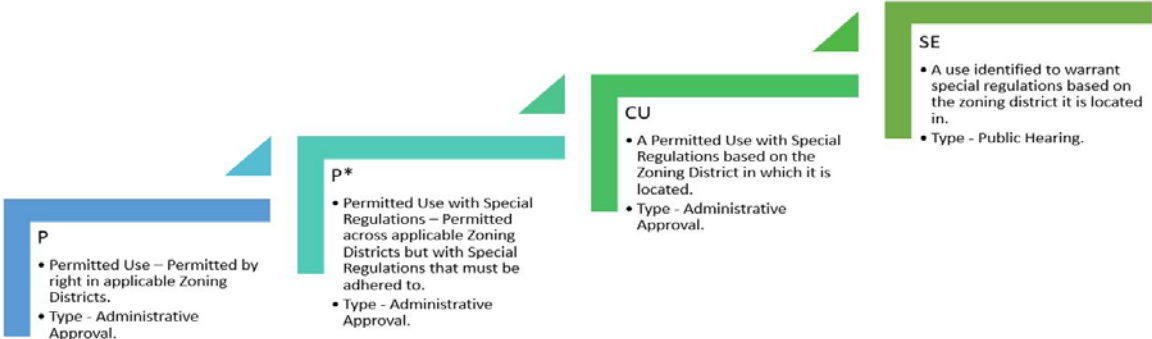 P
• Permitted Use – Permitted by
right in applicable Zoning
Districts.
• Type - Administrative
Approval.
P*
• Permitted Use with Special
Regulations – Permitted
across applicable Zoning
Districts but with Special
Regulations that must be
adhered to.
• Type - Administrative
Approval.
CU
• A Permitted Use with Special
Regulations based on the
Zoning District in which it is
located.
• Type - Administrative
Approval.
SE
• A use identified to warrant
special regulations based on
the zoning district it is located
in.
• Type - Public Hearing.